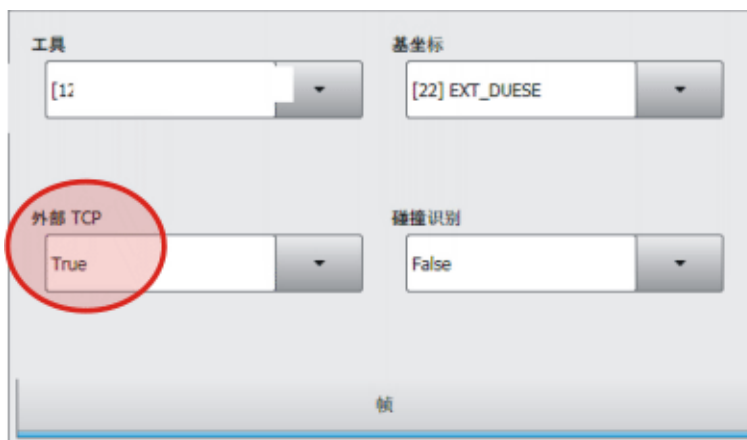 工具 基坐标
[12 [22] EXT_DUESE
外部 TCP 碰撞识别
True False
帧